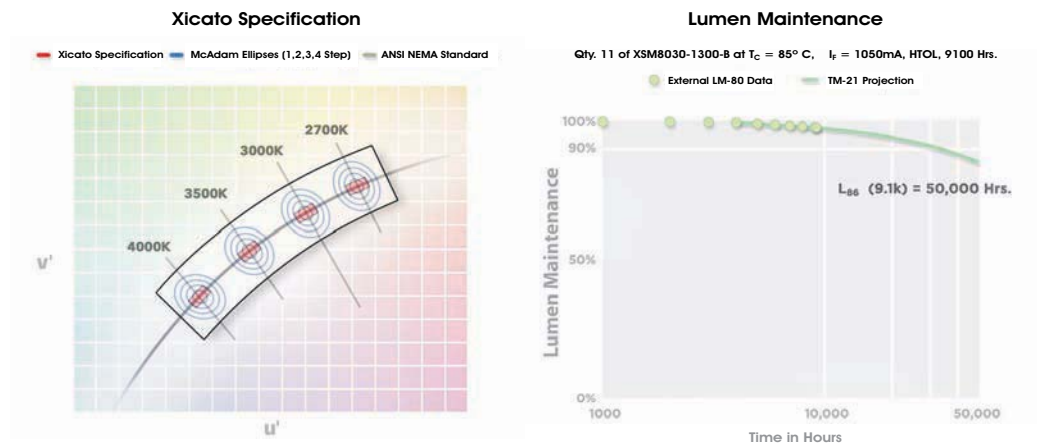 Xicato Specification
Xicato Specification McAdam Ellipses (1,2,3,4 Step) ANSI NEMA Standard
2700K
3000K
3500K
4000K
v'
u'
Lumen Maintenance
Qty. 11 of XSM8030-1300-B at TC = 85° C, IF = 1050mA, HTOL, 9100 Hrs.
External LM-80 Data TM-21 Projection
100%
90%
L86 (9.1k) = 50,000 Hrs.
50%
0%
Lumen Maintenance
1000 10,000 50,000
Time in Hours